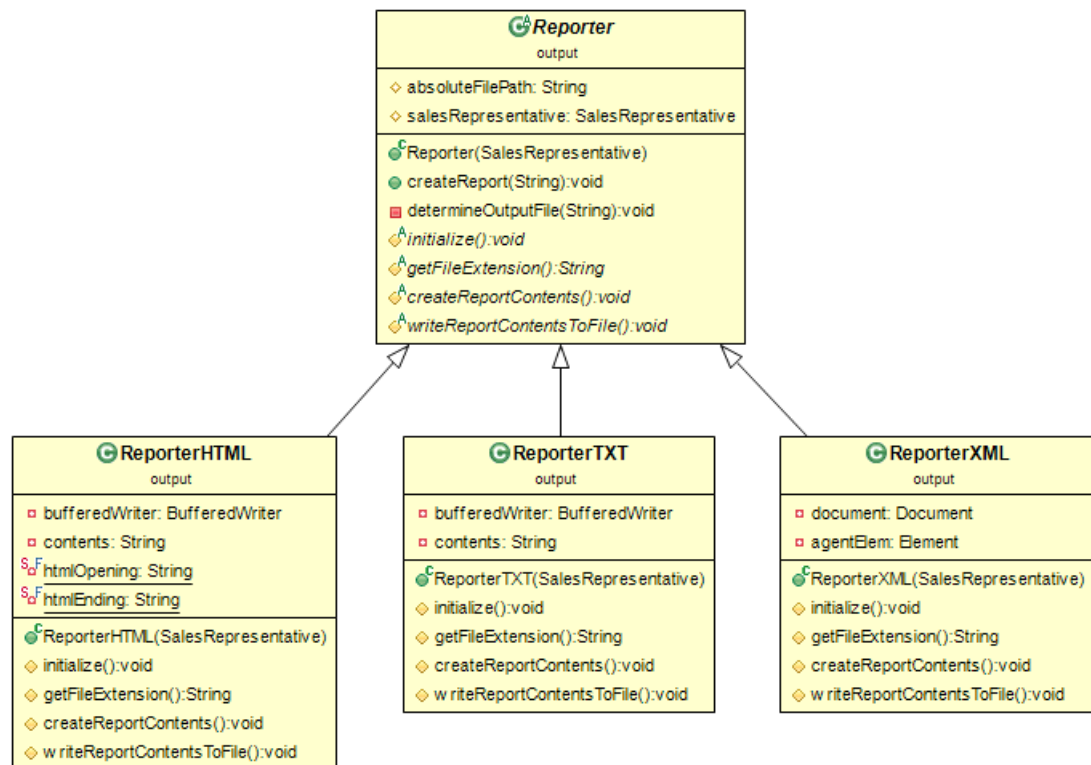 Reporter
output
absoluteFilePath: String
salesRepresentative: SalesRepresentative
Reporter(SalesRepresentative)
createReport(String):void
determineOutputFile(String):void
initialize():void
getFileExtension():String
createReportContents():void
writeReportContentsToFile():void
ReporterHTML
output
bufferedWriter: BufferedWriter
contents: String
htmlOpening: String
htmlEnding: String
ReporterHTML(SalesRepresentative)
initialize():void
getFileExtension():String
createReportContents():void
writeReportContentsToFile():void
ReporterTXT
output
bufferedWriter: BufferedWriter
contents: String
ReporterTXT(SalesRepresentative)
initialize():void
getFileExtension():String
createReportContents():void
writeReportContentsToFile():void
ReporterXML
output
document: Document
agentElem: Element
ReporterXML(SalesRepresentative)
initialize():void
getFileExtension():String
createReportContents():void
writeReportContentsToFile():void